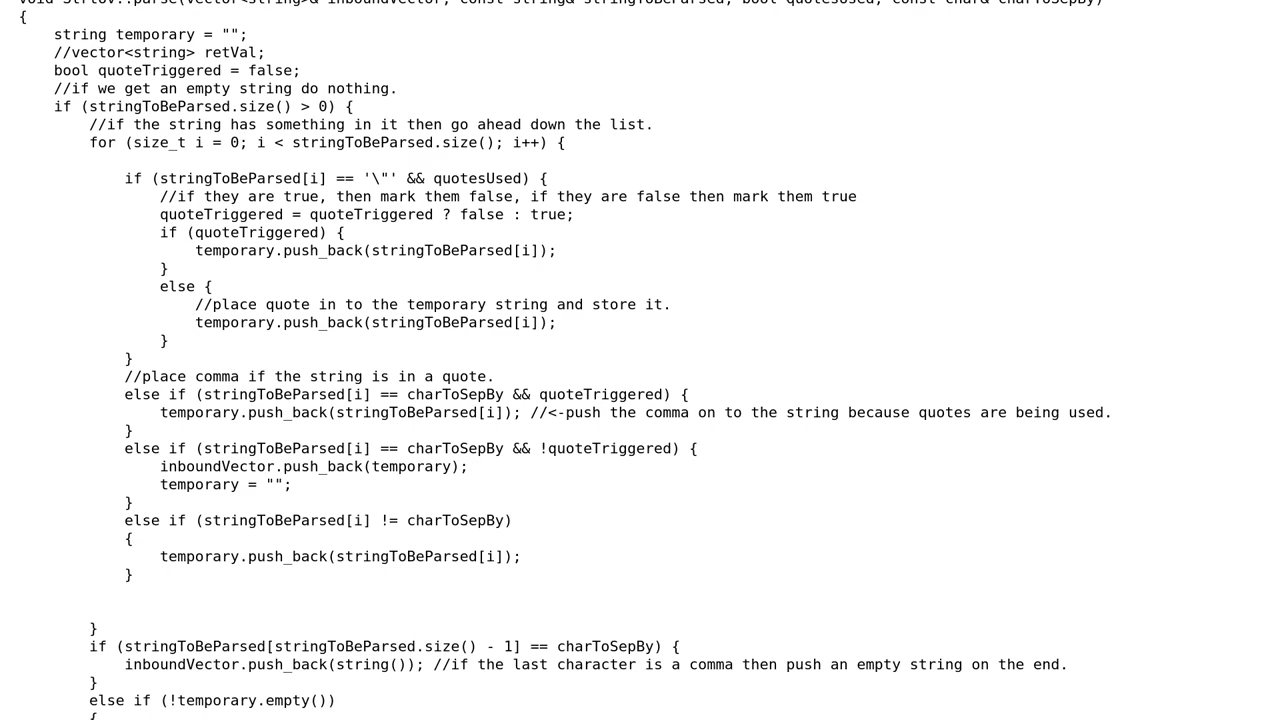 {
    string temporary = "";
    //vector<string> retVal;
    bool quoteTriggered = false;
    //if we get an empty string do nothing.
    if (stringToBeParsed.size() > 0) {
        //if the string has something in it then go ahead down the list.
        for (size_t i = 0; i < stringToBeParsed.size(); i++) {
            if (stringToBeParsed[i] == '\"' && quotesUsed) {
                //if they are true, then mark them false, if they are false then mark them true
                quoteTriggered = quoteTriggered ? false : true;
                if (quoteTriggered) {
                    temporary.push_back(stringToBeParsed[i]);
                }
                else {
                    //place quote in to the temporary string and store it.
                    temporary.push_back(stringToBeParsed[i]);
                }
            }
            //place comma if the string is in a quote.
            else if (stringToBeParsed[i] == charToSepBy && quoteTriggered) {
                temporary.push_back(stringToBeParsed[i]); //<-push the comma on to the string because quotes are being used.
            }
            else if (stringToBeParsed[i] == charToSepBy && !quoteTriggered) {
                inboundVector.push_back(temporary);
                temporary = "";
            }
            else if (stringToBeParsed[i] != charToSepBy)
            {
                temporary.push_back(stringToBeParsed[i]);
            }
        }
        if (stringToBeParsed[stringToBeParsed.size() - 1] == charToSepBy) {
            inboundVector.push_back(string()); //if the last character is a comma then push an empty string on the end.
        }
        else if (!temporary.empty())
        {